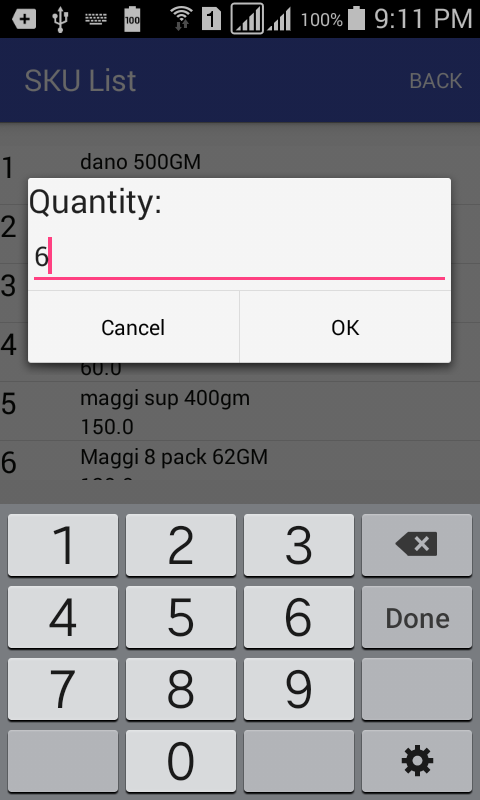 100 1 100% 9:11 PM
SKU List BACK
1 dano 500GM
Quantity:
2
6
3
Cancel OK
4
60.0
5 maggi sup 400gm
150.0
6 Maggi 8 pack 62GM
1 2 3
4 5 6 Done
7 8 9
0